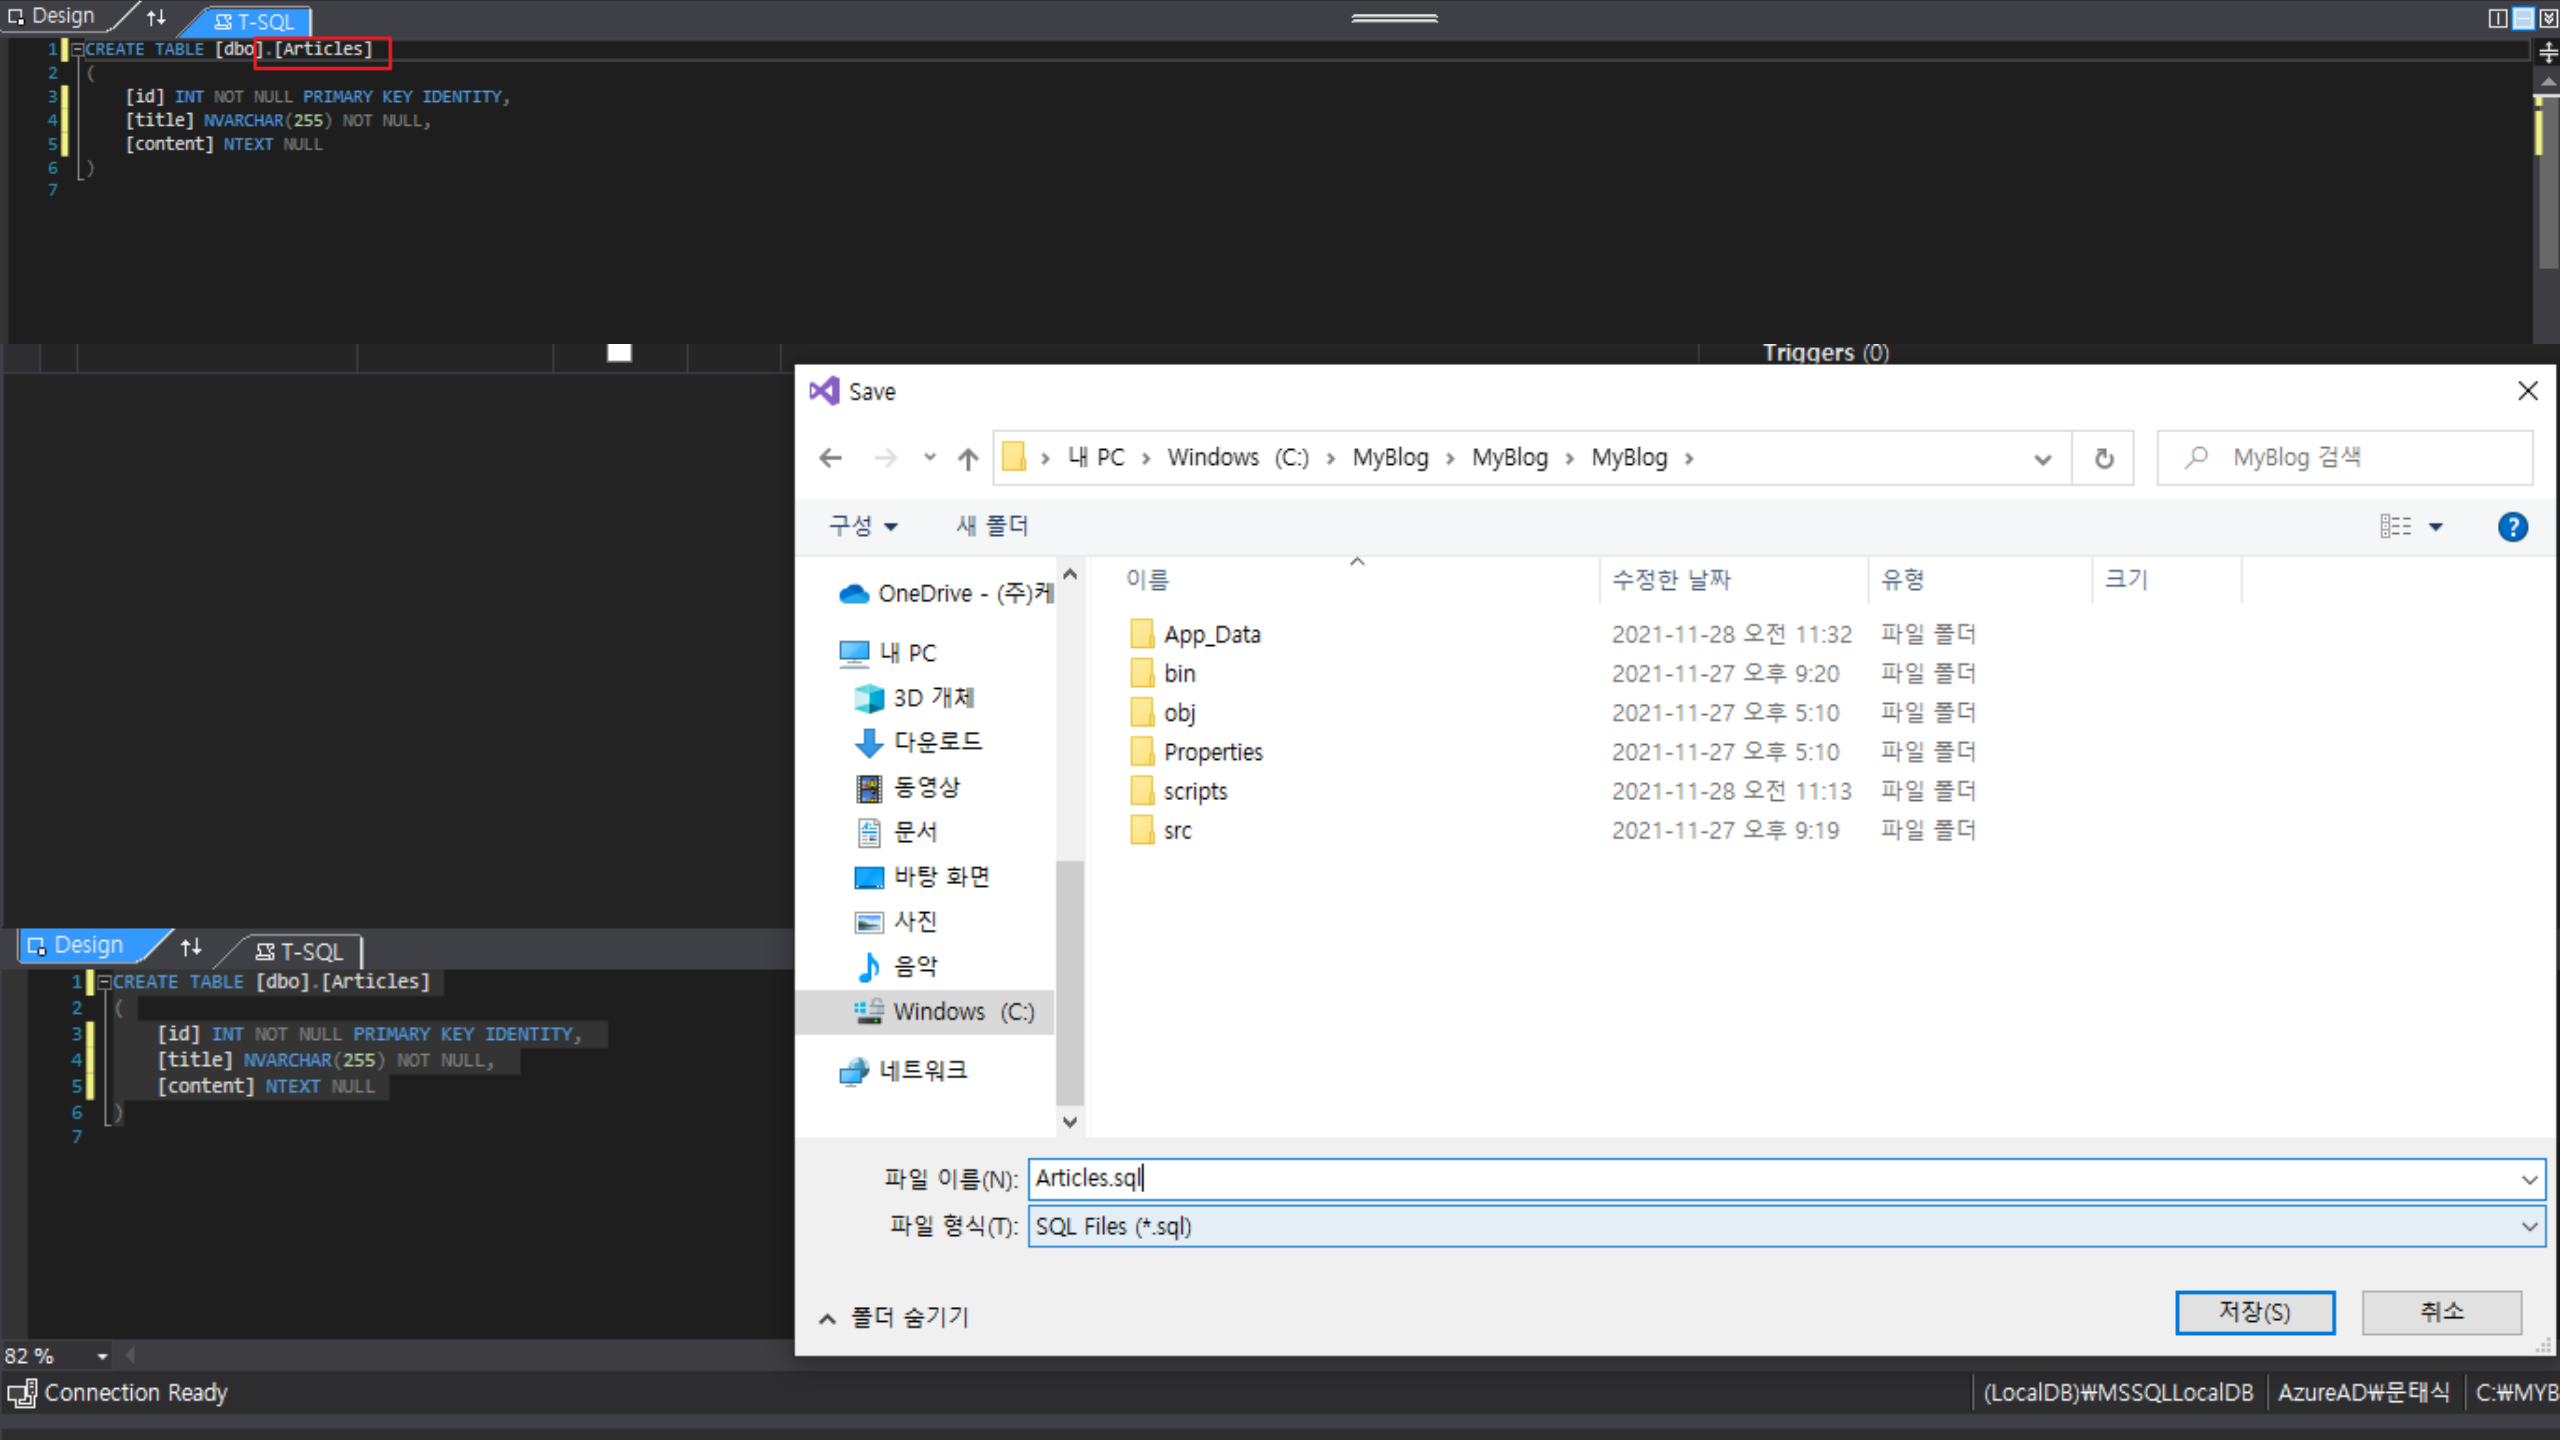 Design T-SQL
1 CREATE TABLE [dbo].[Articles]
2 (
3 [id] INT NOT NULL PRIMARY KEY IDENTITY,
4 [title] NVARCHAR(255) NOT NULL,
5 [content] NTEXT NULL
6 )
7
Triggers (0)
Save
내 PC Windows (C:) MyBlog MyBlog MyBlog
MyBlog 검색
구성 새 폴더
OneDrive - (주)케
내 PC
3D 개체
다운로드
동영상
문서
바탕 화면
사진
음악
Windows (C:)
네트워크
이름 수정한 날짜 유형 크기
App_Data 2021-11-28 오전 11:32 파일 폴더
bin 2021-11-27 오후 9:20 파일 폴더
obj 2021-11-27 오후 5:10 파일 폴더
Properties 2021-11-27 오후 5:10 파일 폴더
scripts 2021-11-28 오전 11:13 파일 폴더
src 2021-11-27 오후 9:19 파일 폴더
파일 이름(N): Articles.sql
파일 형식(T): SQL Files (*.sql)
폴더 숨기기
저장(S) 취소
Design T-SQL
1 CREATE TABLE [dbo].[Articles]
2 (
3 [id] INT NOT NULL PRIMARY KEY IDENTITY,
4 [title] NVARCHAR(255) NOT NULL,
5 [content] NTEXT NULL
6 )
7
82 %
Connection Ready (LocalDB)₩MSSQLLocalDB AzureAD₩문태식 C:₩MYB